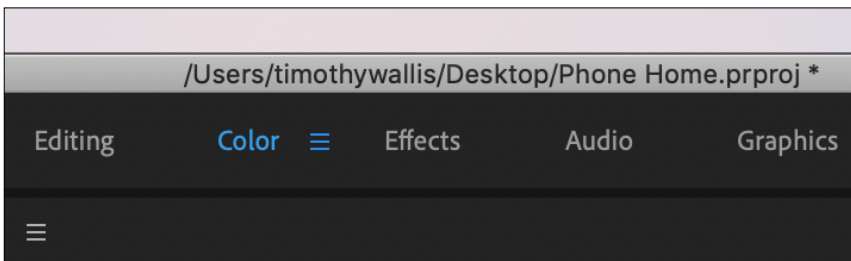 /Users/timothywallis/Desktop/Phone Home.prproj *
Editing Color Effects Audio Graphics